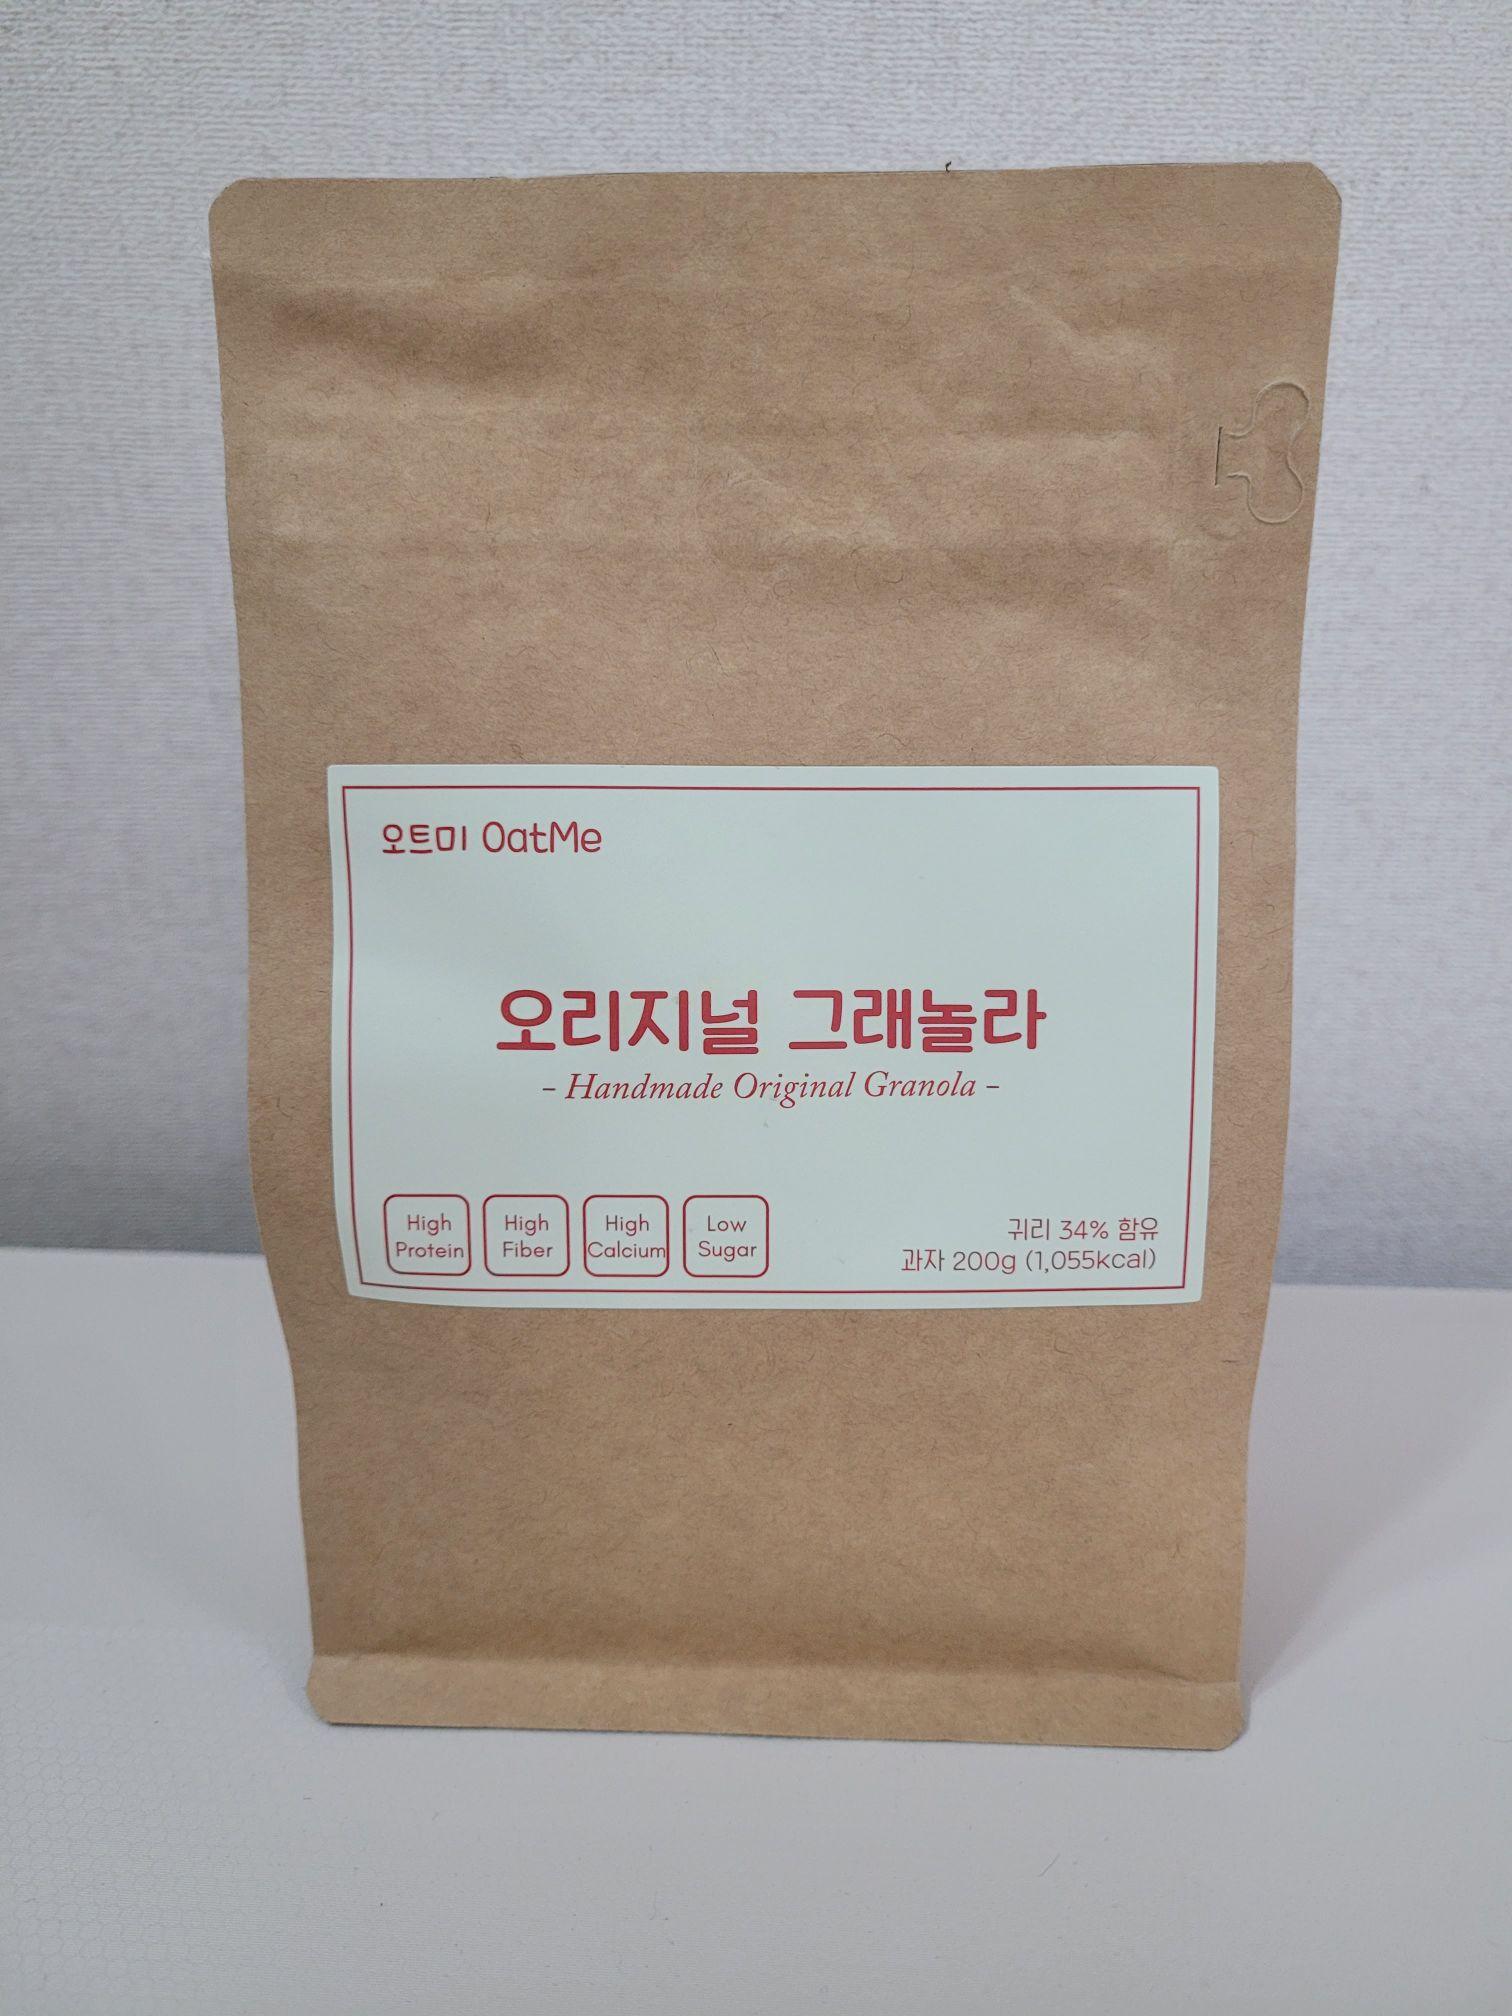 오트미 OatMe
오리지널 그래놀라
- Handmade Original Granola -
High
Protein
High
Fiber
High
Calcium
Low
Sugar
귀리 34% 함유
과자 200g (1,055kcal)